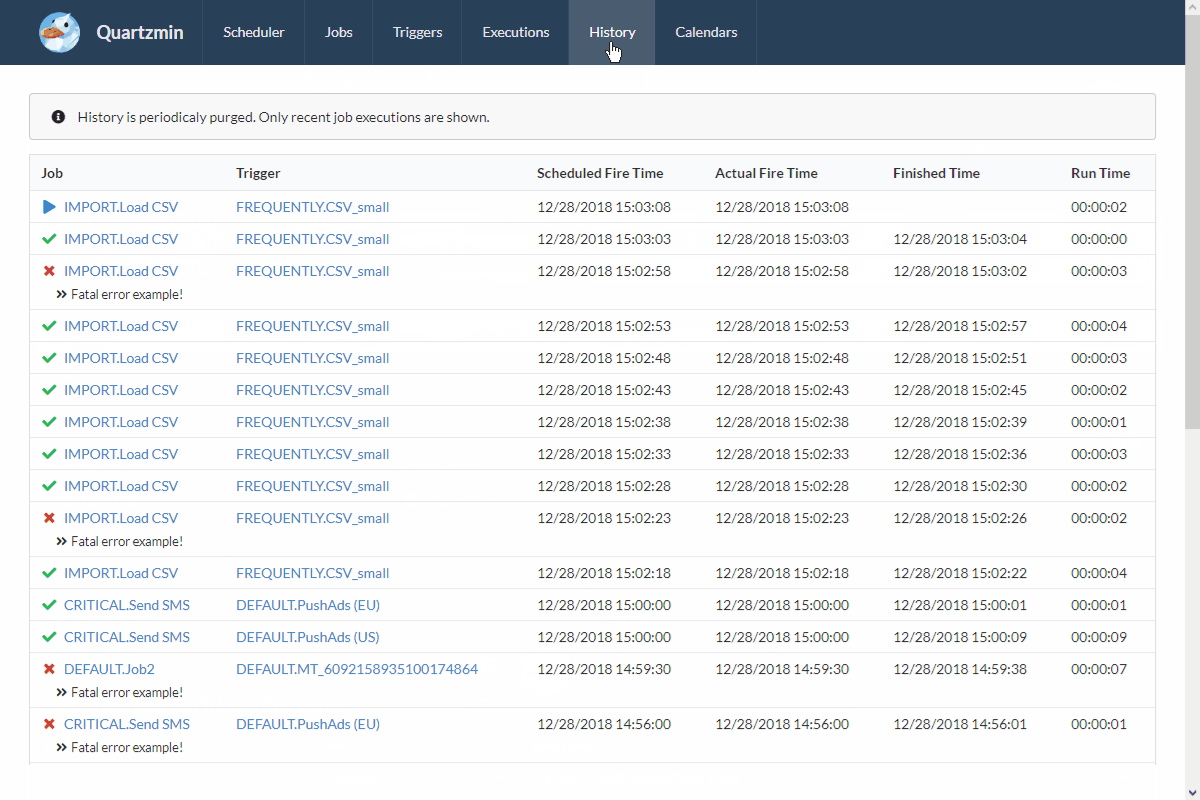 Quartzmin Scheduler Jobs Triggers Executions History Calendars
History is periodicaly purged. Only recent job executions are shown.
Job Trigger Scheduled Fire Time Actual Fire Time Finished Time Run Time
IMPORT.Load CSV FREQUENTLY.CSV_small 12/28/2018 15:03:08 12/28/2018 15:03:08 00:00:02
IMPORT.Load CSV FREQUENTLY.CSV_small 12/28/2018 15:03:03 12/28/2018 15:03:03 12/28/2018 15:03:04 00:00:00
IMPORT.Load CSV FREQUENTLY.CSV_small 12/28/2018 15:02:58 12/28/2018 15:02:58 12/28/2018 15:03:02 00:00:03
Fatal error example!
IMPORT.Load CSV FREQUENTLY.CSV_small 12/28/2018 15:02:53 12/28/2018 15:02:53 12/28/2018 15:02:57 00:00:04
IMPORT.Load CSV FREQUENTLY.CSV_small 12/28/2018 15:02:48 12/28/2018 15:02:48 12/28/2018 15:02:51 00:00:03
IMPORT.Load CSV FREQUENTLY.CSV_small 12/28/2018 15:02:43 12/28/2018 15:02:43 12/28/2018 15:02:45 00:00:02
IMPORT.Load CSV FREQUENTLY.CSV_small 12/28/2018 15:02:38 12/28/2018 15:02:38 12/28/2018 15:02:39 00:00:01
IMPORT.Load CSV FREQUENTLY.CSV_small 12/28/2018 15:02:33 12/28/2018 15:02:33 12/28/2018 15:02:36 00:00:03
IMPORT.Load CSV FREQUENTLY.CSV_small 12/28/2018 15:02:28 12/28/2018 15:02:28 12/28/2018 15:02:30 00:00:02
IMPORT.Load CSV FREQUENTLY.CSV_small 12/28/2018 15:02:23 12/28/2018 15:02:23 12/28/2018 15:02:26 00:00:02
Fatal error example!
IMPORT.Load CSV FREQUENTLY.CSV_small 12/28/2018 15:02:18 12/28/2018 15:02:18 12/28/2018 15:02:22 00:00:04
CRITICAL.Send SMS DEFAULT.PushAds (EU) 12/28/2018 15:00:00 12/28/2018 15:00:00 12/28/2018 15:00:01 00:00:01
CRITICAL.Send SMS DEFAULT.PushAds (US) 12/28/2018 15:00:00 12/28/2018 15:00:00 12/28/2018 15:00:09 00:00:09
DEFAULT.Job2 DEFAULT.MT_6092158935100174864 12/28/2018 14:59:30 12/28/2018 14:59:30 12/28/2018 14:59:38 00:00:07
Fatal error example!
CRITICAL.Send SMS DEFAULT.PushAds (EU) 12/28/2018 14:56:00 12/28/2018 14:56:00 12/28/2018 14:56:01 00:00:01
Fatal error example!